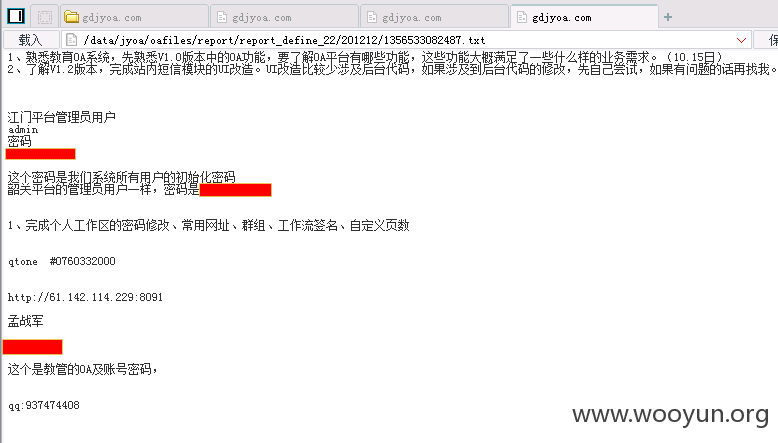 gdjyoa.com
gdjyoa.com
gdjyoa.com
gdjyoa.com
+
载入
/data/jyoa/oafiles/report/report_define_22/201212/1356533082487.txt
保
1、熟悉教育OA系统，先熟悉V1.0版本中的OA功能，要了解OA平台有哪些功能，这些功能大概满足了一些什么样的业务需求。（10.15日）
2、了解V1.2版本，完成站内短信模块的UI改造。UI改造比较少涉及后台代码，如果涉及到后台代码的修改，先自己尝试，如果有问题的话再找我。
江门平台管理员用户
admin
密码
这个密码是我们系统所有用户的初始化密码
韶关平台的管理员用户一样，密码是
1、完成个人工作区的密码修改、常用网址、群组、工作流签名、自定义页数
qtone #0760332000
http://61.142.114.229:8091
孟战军
这个是教管的OA及账号密码，
qq:937474408
www.wooyun.org